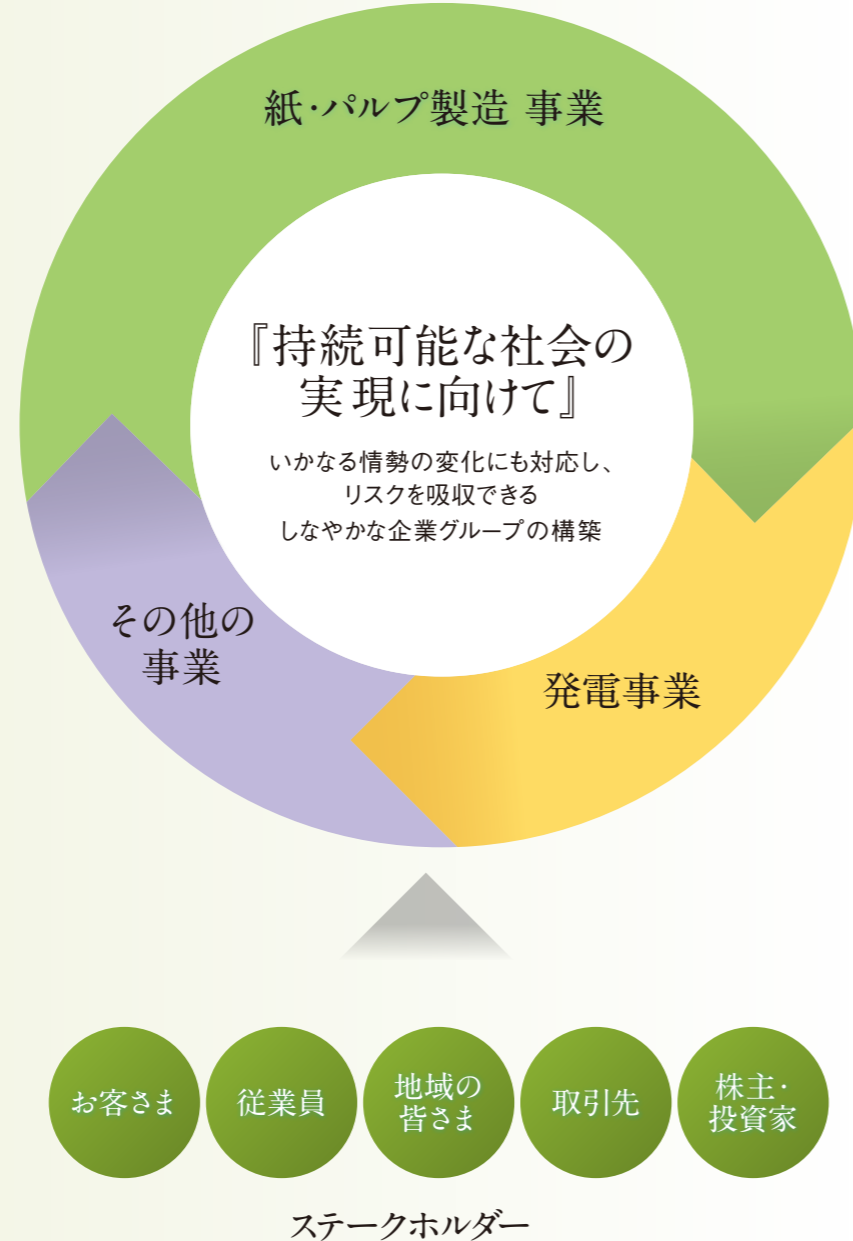 紙・パルプ製造 事業
『持続可能な社会の
実現に向けて』
いかなる情勢の変化にも対応し、
リスクを吸収できる
しなやかな企業グループの構築
その他の
事業
発電事業
お客さま
従業員
地域の
皆さま
取引先
株主・
投資家
ステークホルダー